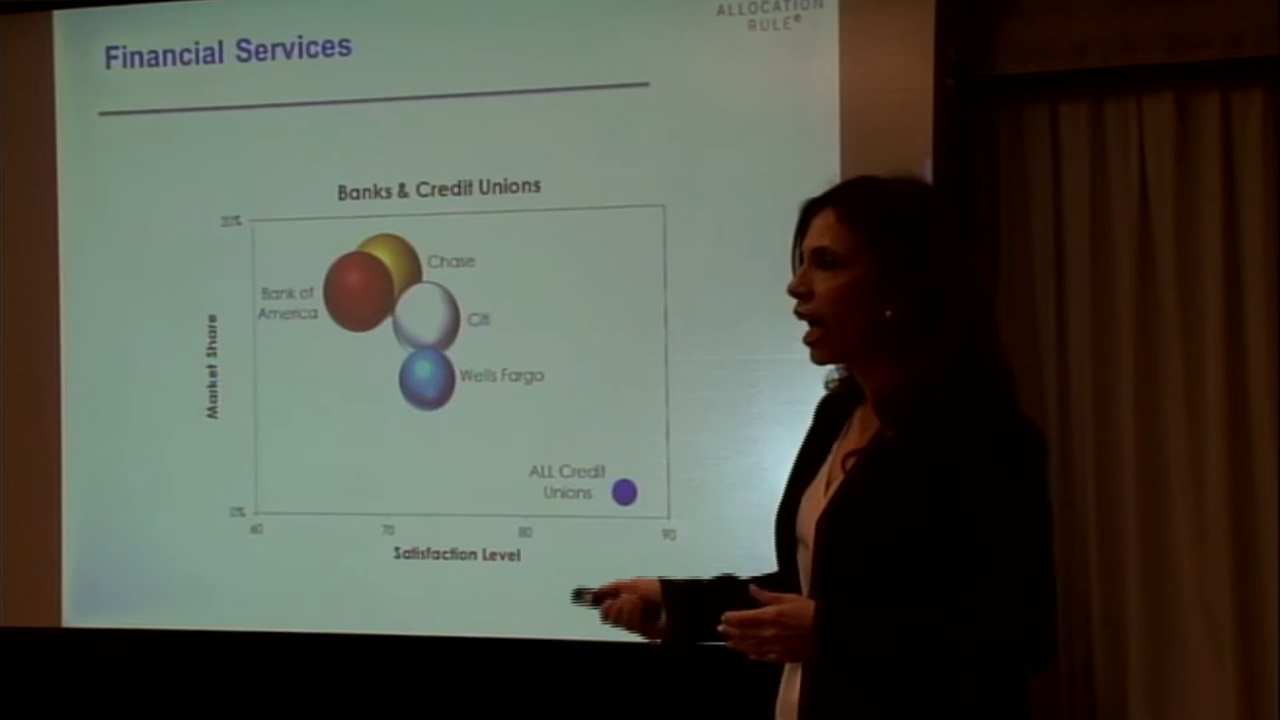 ALLOCATION
RULE®
Financial Services
Banks & Credit Unions
20%
Chase
Bank of
America
Citi
Wells Fargo
Market Share
ALL Credit
Unions
0%
60 70 80 90
Satisfaction Level